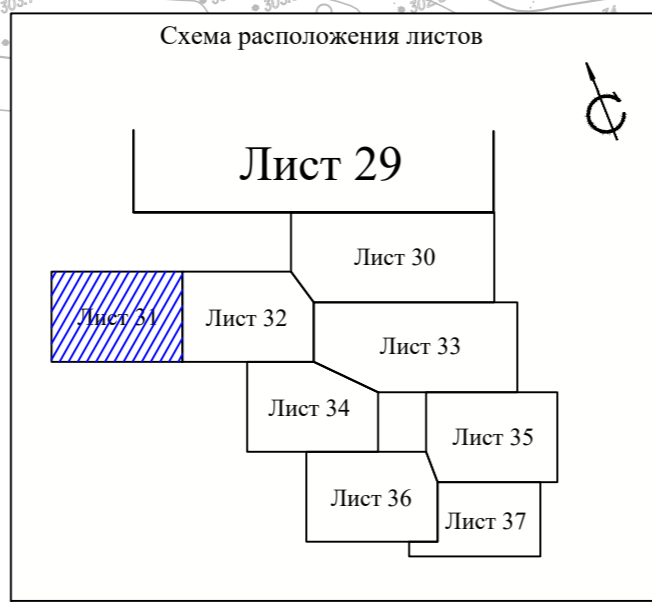 Схема расположения листов
С
Лист 29
Лист 30
Лист 31
Лист 32
Лист 33
Лист 34
Лист 35
Лист 36
Лист 37